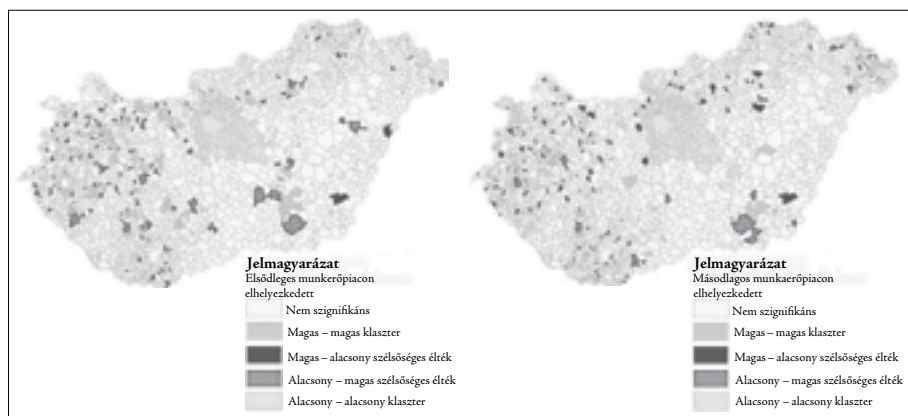 Jelmagyarázat
Elsődleges munkerőpiacon
elhelyezkedett
Nem szignifikáns
Magas – magas klaszter
Magas – alacsony szélsőséges élték
Alacsony – magas szélsőséges élték
Alacsony – alacsony klaszter
Jelmagyarázat
Másodlagos munkaerőpiacon
elhelyezkedett
Nem szignifikáns
Magas – magas klaszter
Magas – alacsony szélsőséges élték
Alacsony – magas szélsőséges élték
Alacsony – alacsony klaszter